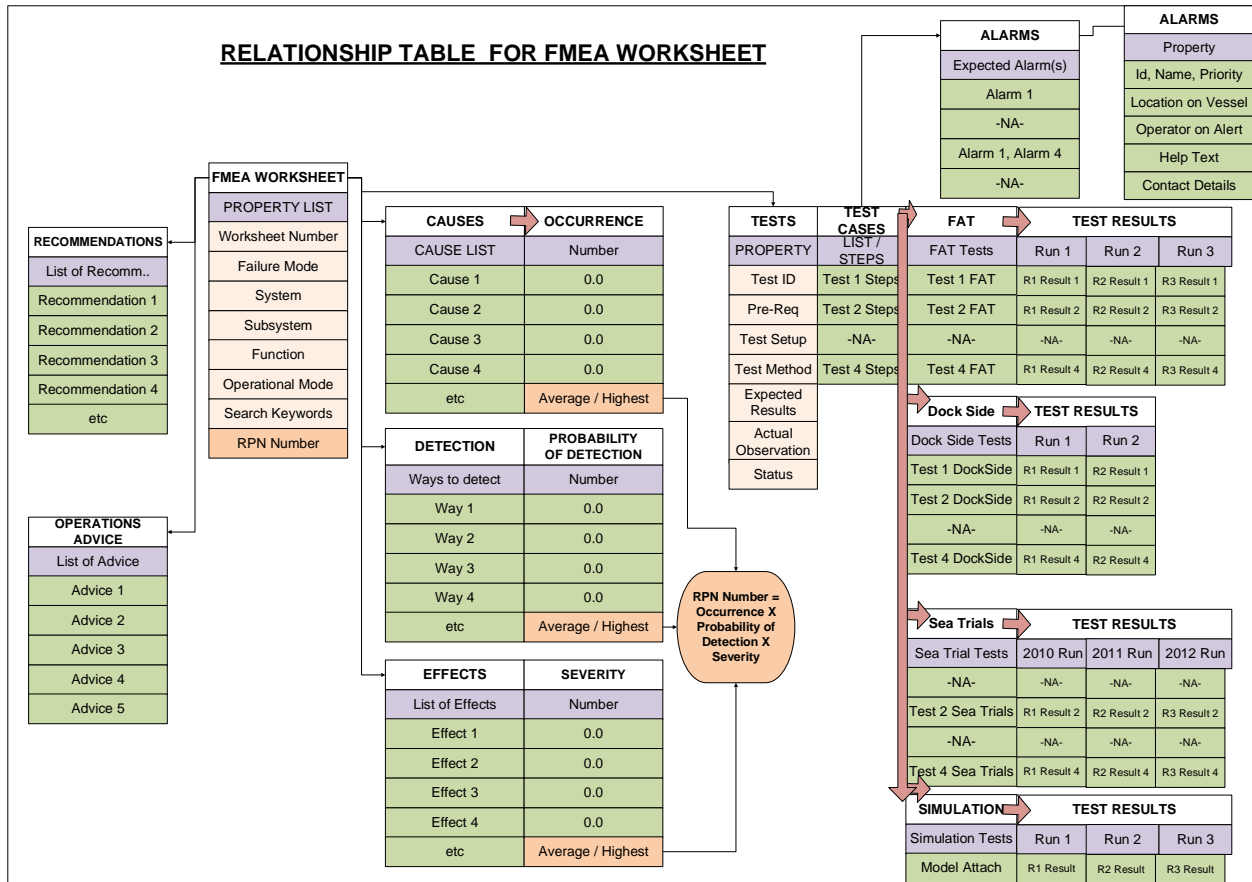 RELATIONSHIP TABLE FOR FMEA WORKSHEET
ALARMS
Expected Alarm(s)
Alarm 1
-NA-
Alarm 1, Alarm 4
-NA-
ALARMS
Property
Id, Name, Priority
Location on Vessel
Operator on Alert
Help Text
Contact Details
FMEA WORKSHEET
PROPERTY LIST
Worksheet Number
Failure Mode
System
Subsystem
Function
Operational Mode
Search Keywords
RPN Number
RECOMMENDATIONS
List of Recomm..
Recommendation 1
Recommendation 2
Recommendation 3
Recommendation 4
etc
OPERATIONS
ADVICE
List of Advice
Advice 1
Advice 2
Advice 3
Advice 4
Advice 5
CAUSES OCCURRENCE
CAUSE LIST Number
Cause 1 0.0
Cause 2 0.0
Cause 3 0.0
Cause 4 0.0
etc Average / Highest
DETECTION PROBABILITY
OF DETECTION
Ways to detect Number
Way 1 0.0
Way 2 0.0
Way 3 0.0
Way 4 0.0
etc Average / Highest
EFFECTS SEVERITY
List of Effects Number
Effect 1 0.0
Effect 2 0.0
Effect 3 0.0
Effect 4 0.0
etc Average / Highest
RPN Number =
Occurrence X
Probability of
Detection X
Severity
TESTS
PROPERTY
Test ID
Pre-Req
Test Setup
Test Method
Expected
Results
Actual
Observation
Status
TEST
CASES
LIST /
STEPS
Test 1 Steps
Test 2 Steps
-NA-
Test 4 Steps
FAT TEST RESULTS
FAT Tests Run 1 Run 2 Run 3
Test 1 FAT R1 Result 1 R2 Result 1 R3 Result 1
Test 2 FAT R1 Result 2 R2 Result 2 R3 Result 2
-NA- -NA- -NA- -NA-
Test 4 FAT R1 Result 4 R2 Result 4 R3 Result 4
Dock Side TEST RESULTS
Dock Side Tests Run 1 Run 2
Test 1 DockSide R1 Result 1 R2 Result 1
Test 2 DockSide R1 Result 2 R2 Result 2
-NA- -NA- -NA-
Test 4 DockSide R1 Result 4 R2 Result 4
Sea Trials TEST RESULTS
Sea Trial Tests 2010 Run 2011 Run 2012 Run
-NA- -NA- -NA- -NA-
Test 2 Sea Trials R1 Result 2 R2 Result 2 R3 Result 2
-NA- -NA- -NA- -NA-
Test 4 Sea Trials R1 Result 4 R2 Result 4 R3 Result 4
SIMULATION TEST RESULTS
Simulation Tests Run 1 Run 2 Run 3
Model Attach R1 Result R2 Result R3 Result